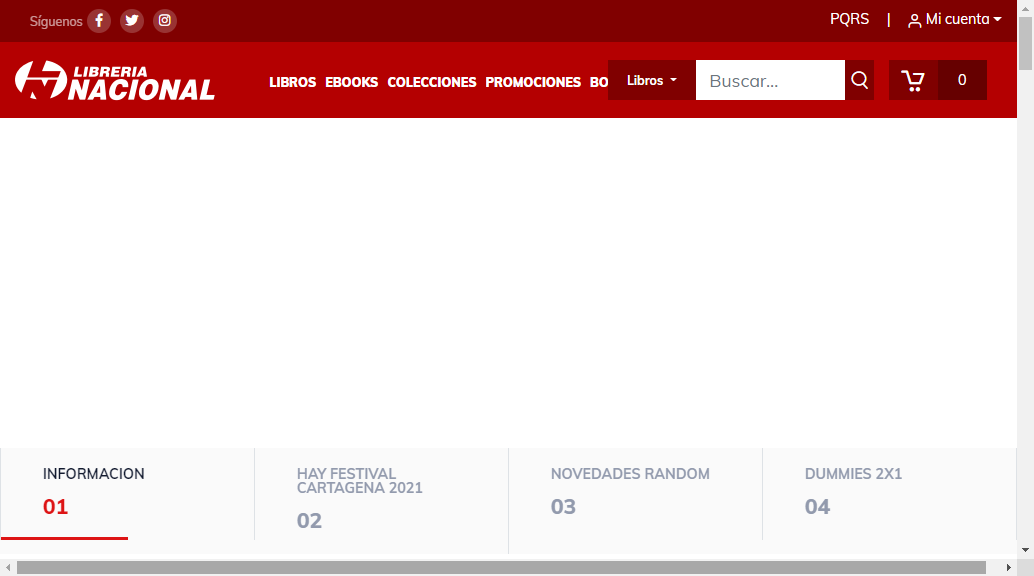 Síguenos
PQRS | Mi cuenta
LIBRERIA
NACIONAL
LIBROS EBOOKS COLECCIONES PROMOCIONES BO
Libros
Buscar...
0
INFORMACION
01
HAY FESTIVAL
CARTAGENA 2021
02
NOVEDADES RANDOM
03
DUMMIES 2X1
04